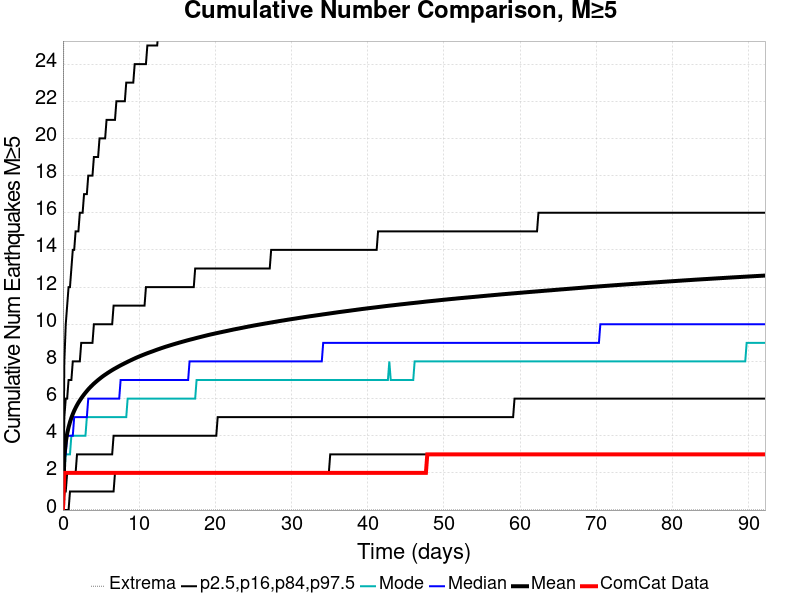 Cumulative Number Comparison, M≥5
Cumulative Num Earthquakes M≥5
24
22
20
18
16
14
12
10
8
6
4
2
0
0 10 20 30 40 50 60 70 80 90
Time (days)
Extrema p2.5,p16,p84,p97.5 Mode Median Mean ComCat Data